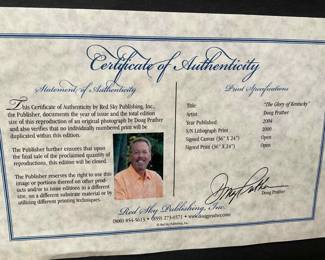 Certificate of Authenticity
Statement of Authenticity
This Certificate of Authenticity by Red Sky Publishing, Inc.,
the Publisher, documents the year of issue and the total edition
size of this reproduction of an original photograph by Doug Prather
and also verifies that no individually numbered print will be
duplicated within this edition.
The Publisher further ensures that upon
the final sale of the proclaimed quantity of
reproductions, this edition will be closed.
The Publisher reserves the right to use this
image or portions thereof on other prod-
ucts and/or to issue editions in a different
size, on a different substrate material or by
utilizing different printing techniques.
Print Specifications
Title: "The Glory of Kentucky"
Artist: Doug Prather
Year Published: 2004
S/N Lithograph Print: 2000
Signed Canvas (36" X 24") Open
Signed Print (36" X 24") Open
Doug Prather
Doug Prather
Red Sky Publishing, Inc.
© Red Sky Publishing, Inc.